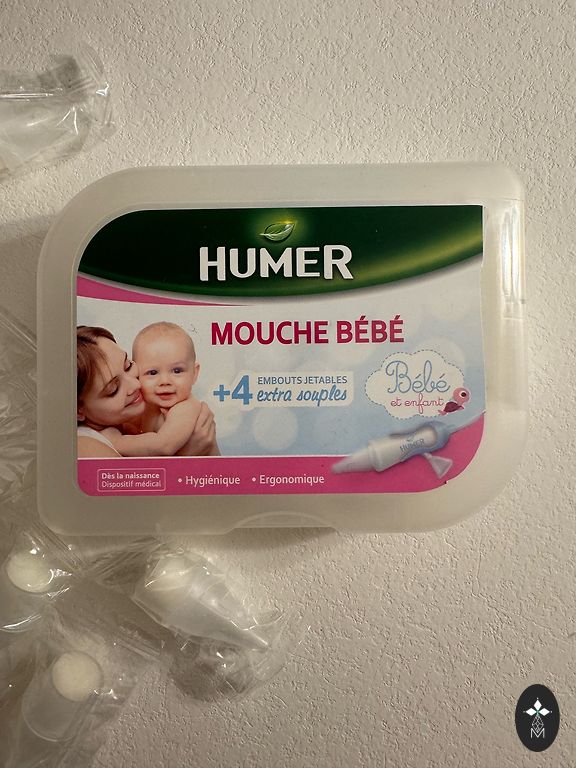 HUMER
MOUCHE BÉBÉ
+4 EMBOUTS JETABLES
extra souples
Bébé
et enfant
HUMER
Dès la naissance
Dispositif médical
• Hygiénique • Ergonomique
M